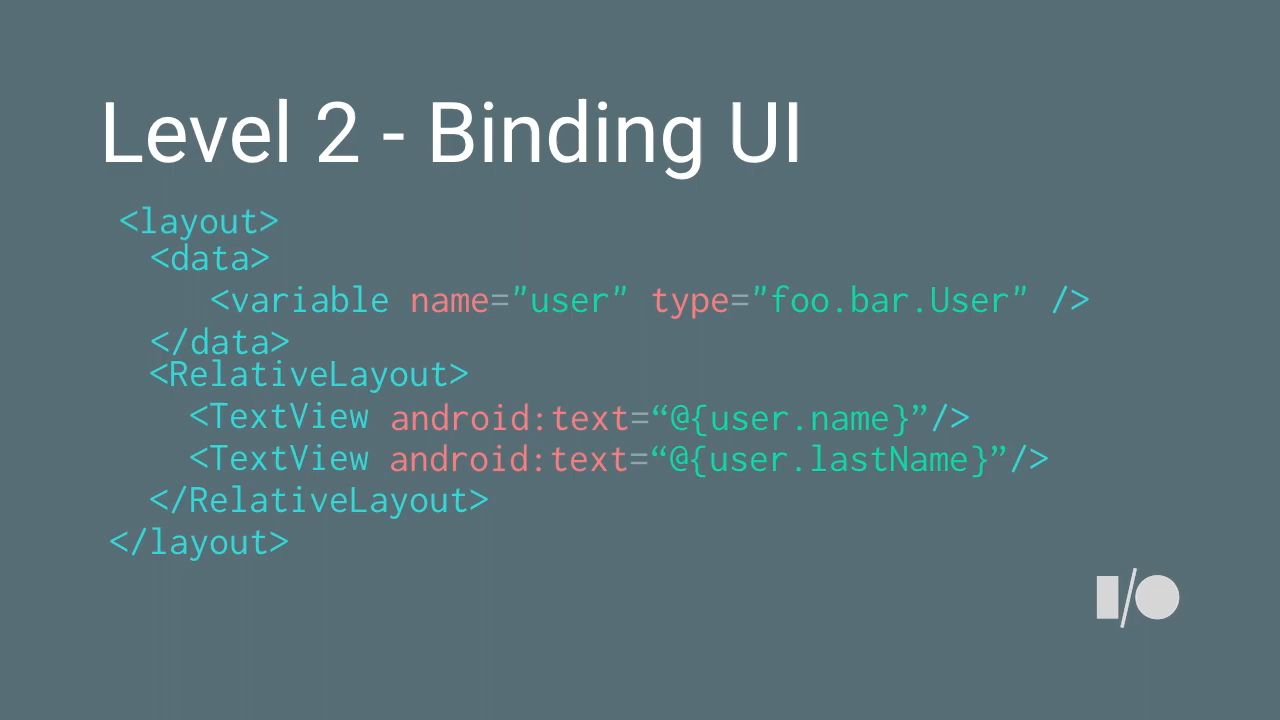 Level 2 - Binding UI
<layout>
<data>
<variable name="user" type="foo.bar.User" />
</data>
<RelativeLayout>
<TextView android:text=“@{user.name}”/>
<TextView android:text=“@{user.lastName}”/>
</RelativeLayout>
</layout>
I/O